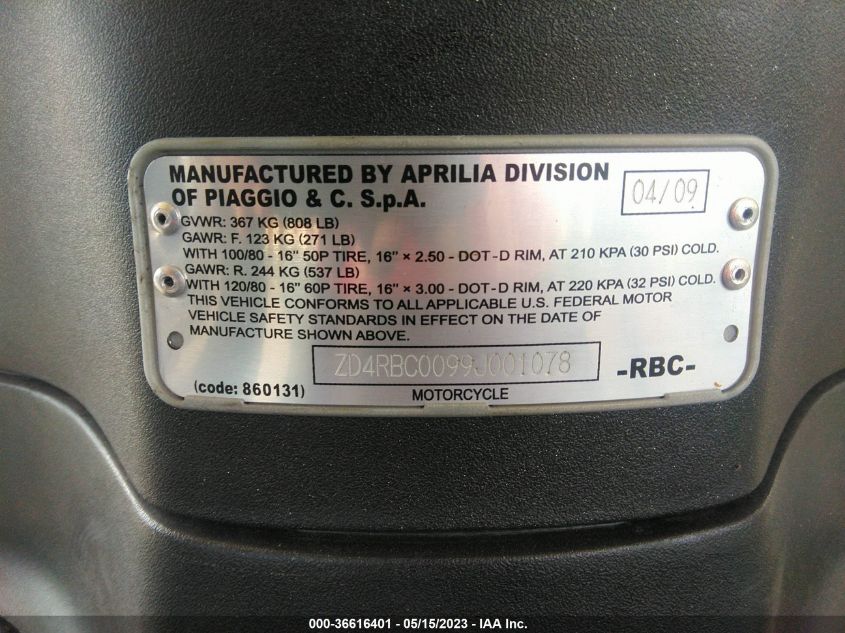 MANUFACTURED BY APRILIA DIVISION
OF PIAGGIO & C. S.p.A.
04/09
GVWR: 367 KG (808 LB)
GAWR: F. 123 KG (271 LB)
WITH 100/80 - 16" 50P TIRE, 16" × 2.50 - DOT-D RIM, AT 210 KPA (30 PSI) COLD.
GAWR: R. 244 KG (537 LB)
WITH 120/80 - 16" 60P TIRE, 16" × 3.00 - DOT-D RIM, AT 220 KPA (32 PSI) COLD.
THIS VEHICLE CONFORMS TO ALL APPLICABLE U.S. FEDERAL MOTOR
VEHICLE SAFETY STANDARDS IN EFFECT ON THE DATE OF
MANUFACTURE SHOWN ABOVE.
ZD4RBC0099J001078
-RBC-
(code: 860131)
MOTORCYCLE
000-36616401 - 05/15/2023 - IAA Inc.